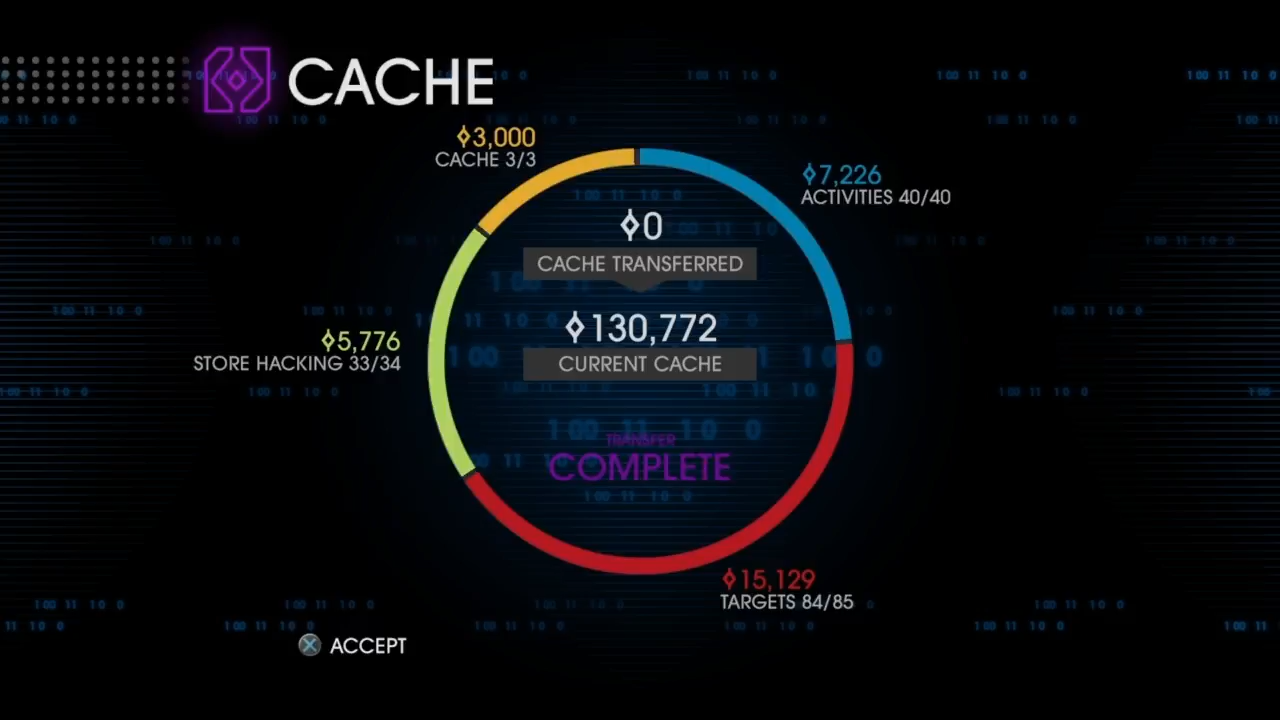 CACHE
3,000
CACHE 3/3
7,226
ACTIVITIES 40/40
0
CACHE TRANSFERRED
130,772
CURRENT CACHE
5,776
STORE HACKING 33/34
TRANSFER
COMPLETE
15,129
TARGETS 84/85
ACCEPT